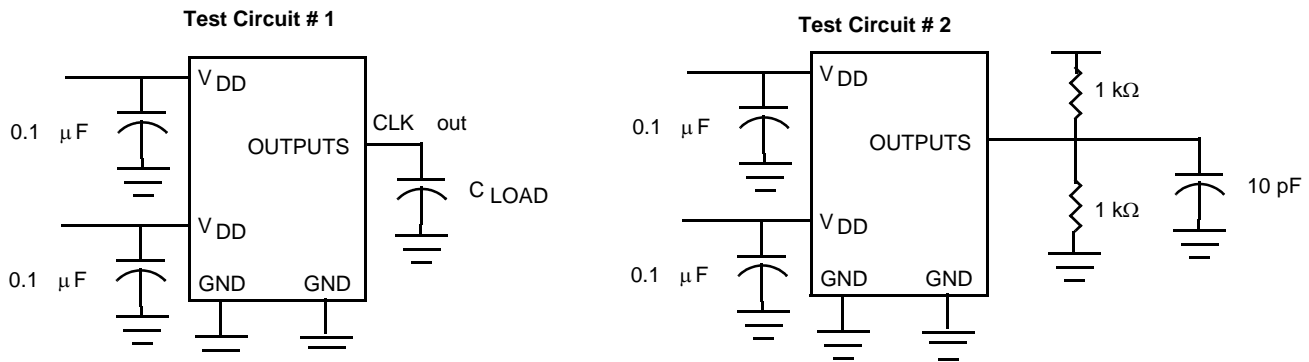 Test Circuit # 1
V DD
0.1 μF
CLK out
OUTPUTS
C LOAD
V DD
0.1 μF
GND GND
Test Circuit # 2
V DD
1 kΩ
0.1 μF
OUTPUTS
10 pF
1 kΩ
V DD
0.1 μF
GND GND